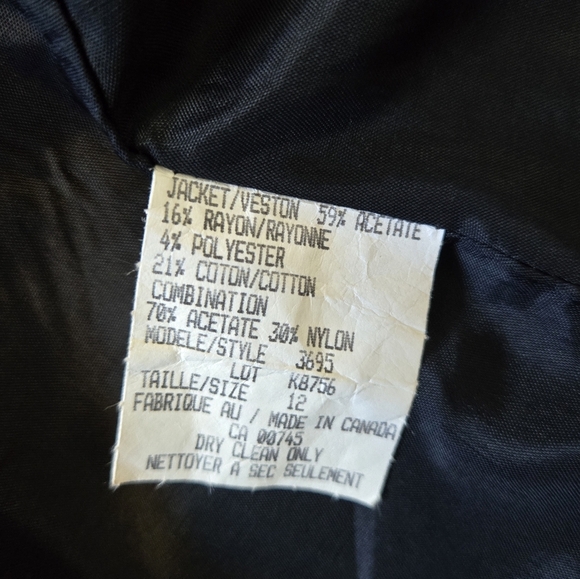 JACKET/VESTON 59% ACETATE
16% RAYON/RAYONNE
4% POLYESTER
21% COTON/COTTON
COMBINATION
70% ACETATE 30% NYLON
MODELE/STYLE 3695
LOT K8756
TAILLE/SIZE 12
FABRIQUE AU / MADE IN CANADA
CA 00745
DRY CLEAN ONLY
NETTOYER A SEC SEULEMENT